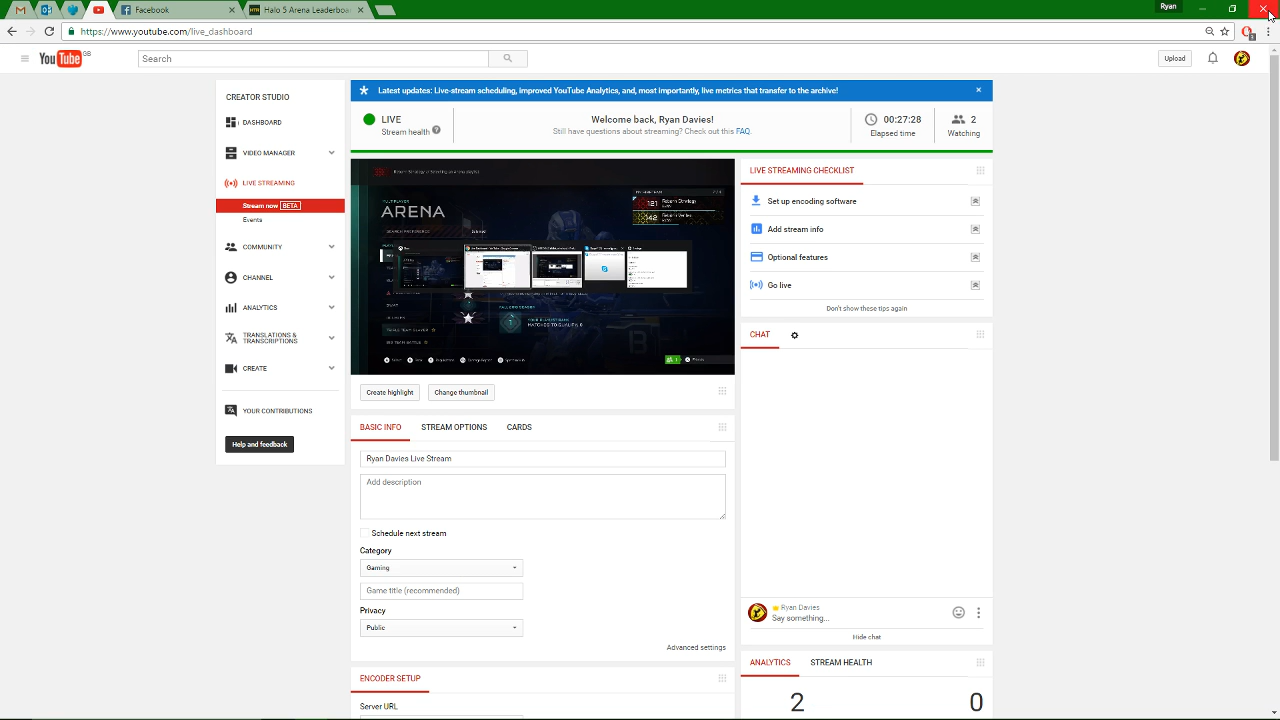 Facebook
Halo 5 Arena Leaderboar
Ryan
https://www.youtube.com/live_dashboard
YouTube GB
Search
Upload
CREATOR STUDIO
DASHBOARD
VIDEO MANAGER
LIVE STREAMING
Stream now BETA
Events
COMMUNITY
CHANNEL
ANALYTICS
TRANSLATIONS &
TRANSCRIPTIONS
CREATE
YOUR CONTRIBUTIONS
Help and feedback
Latest updates: Live-stream scheduling, improved YouTube Analytics, and, most importantly, live metrics that transfer to the archive!
LIVE
Stream health ?
Welcome back, Ryan Davies!
Still have questions about streaming? Check out this FAQ.
00:27:28
Elapsed time
2
Watching
MULTIPLAYER
ARENA
Create highlight
Change thumbnail
BASIC INFO
STREAM OPTIONS
CARDS
Ryan Davies Live Stream
Add description
Schedule next stream
Category
Gaming
Game title (recommended)
Privacy
Public
Advanced settings
ENCODER SETUP
Server URL
LIVE STREAMING CHECKLIST
Set up encoding software
Add stream info
Optional features
Go live
Don't show these tips again
CHAT
Ryan Davies
Say something...
Hide chat
ANALYTICS
STREAM HEALTH
2
0